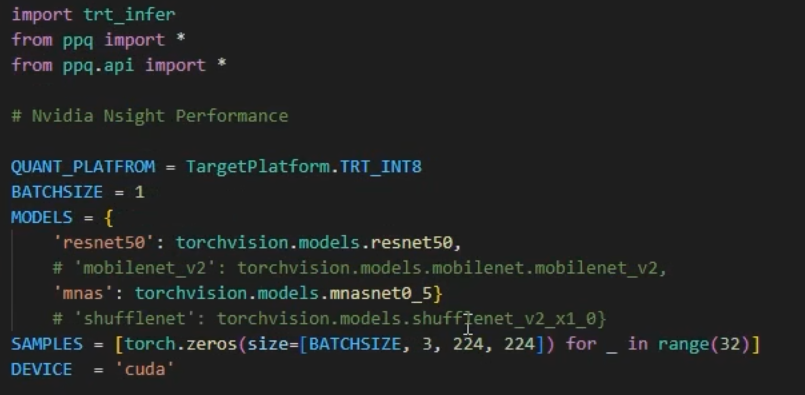 import trt_infer
from ppq import *
from ppq.api import *
# Nvidia Nsight Performance
QUANT_PLATFROM = TargetPlatform.TRT_INT8
BATCHSIZE = 1
MODELS = {
    'resnet50': torchvision.models.resnet50,
    # 'mobilenet_v2': torchvision.models.mobilenet.mobilenet_v2,
    'mnas': torchvision.models.mnasnet0_5}
    # 'shufflenet': torchvision.models.shufflenet_v2_x1_0}
SAMPLES = [torch.zeros(size=[BATCHSIZE, 3, 224, 224]) for _ in range(32)]
DEVICE  = 'cuda'